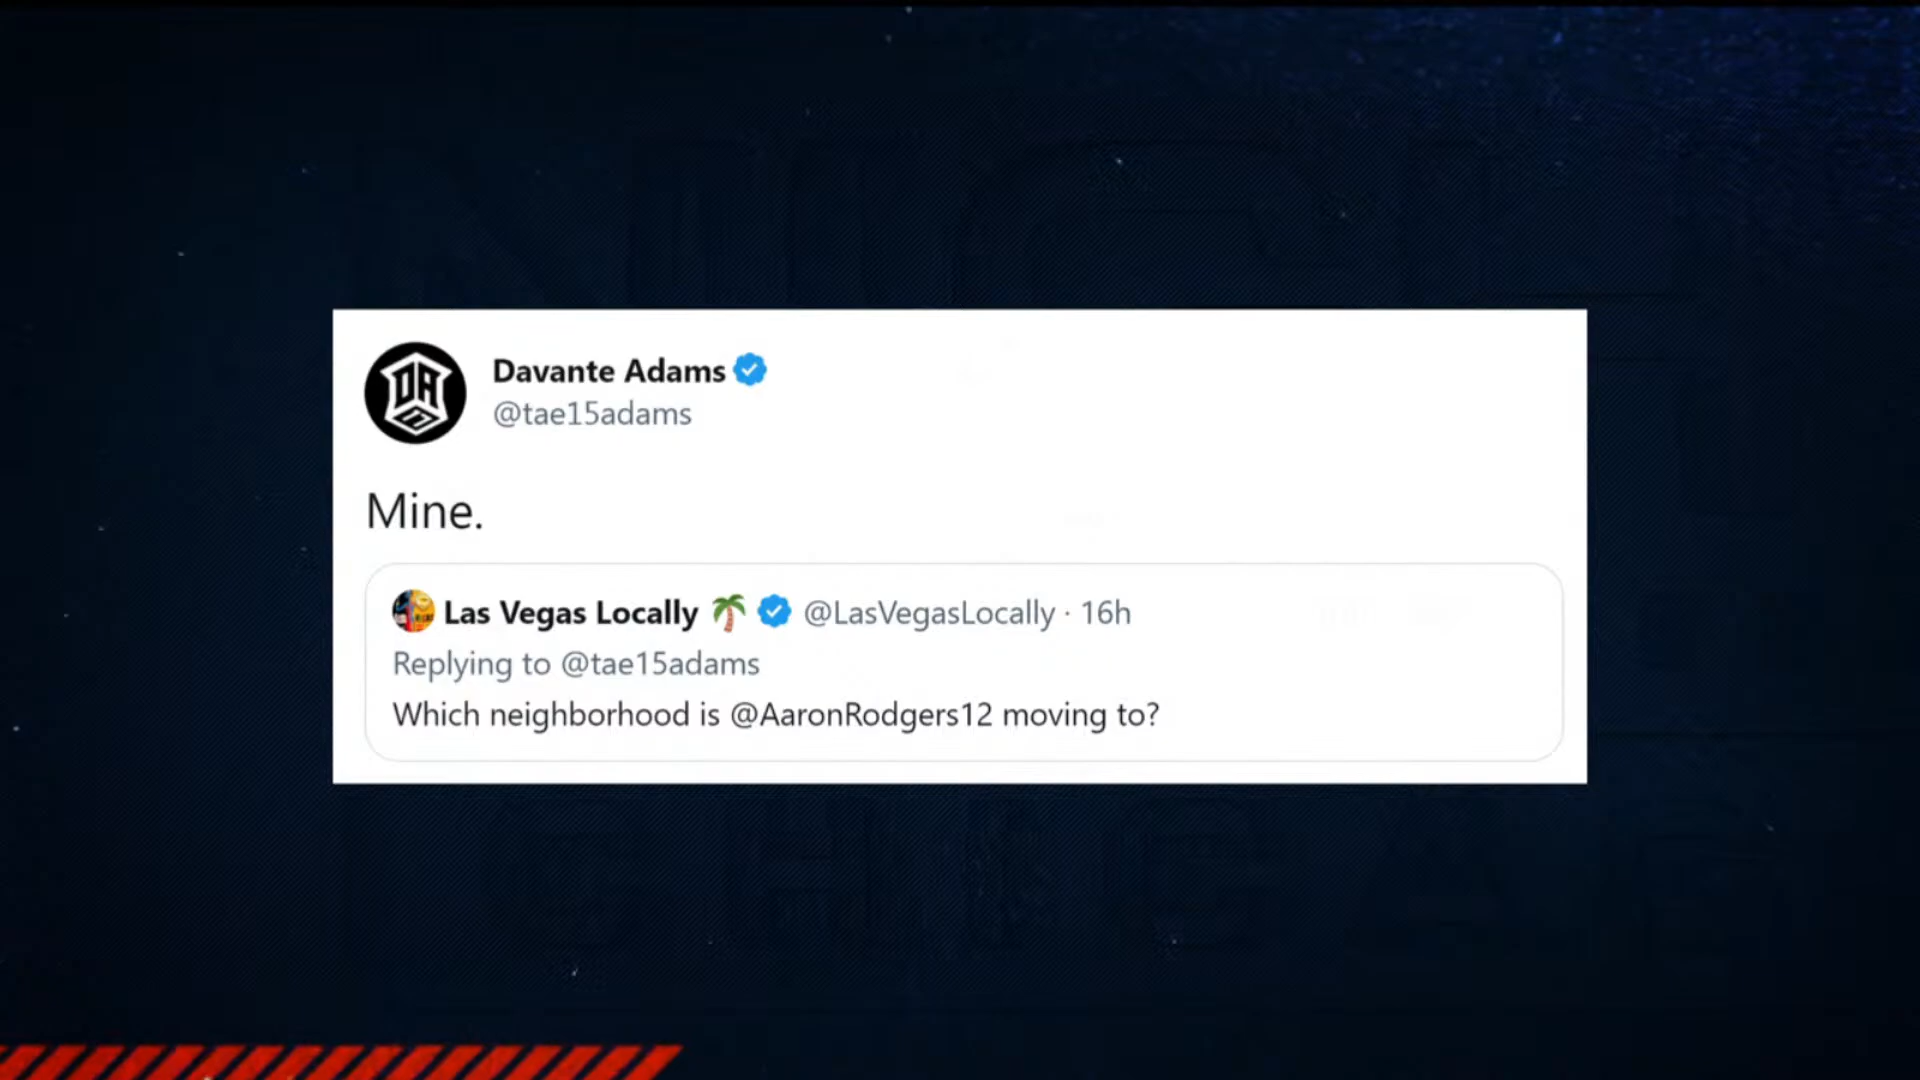 Davante Adams
@tae15adams
Mine.
Las Vegas Locally 🌴 @LasVegasLocally · 16h
Replying to @tae15adams
Which neighborhood is @AaronRodgers12 moving to?